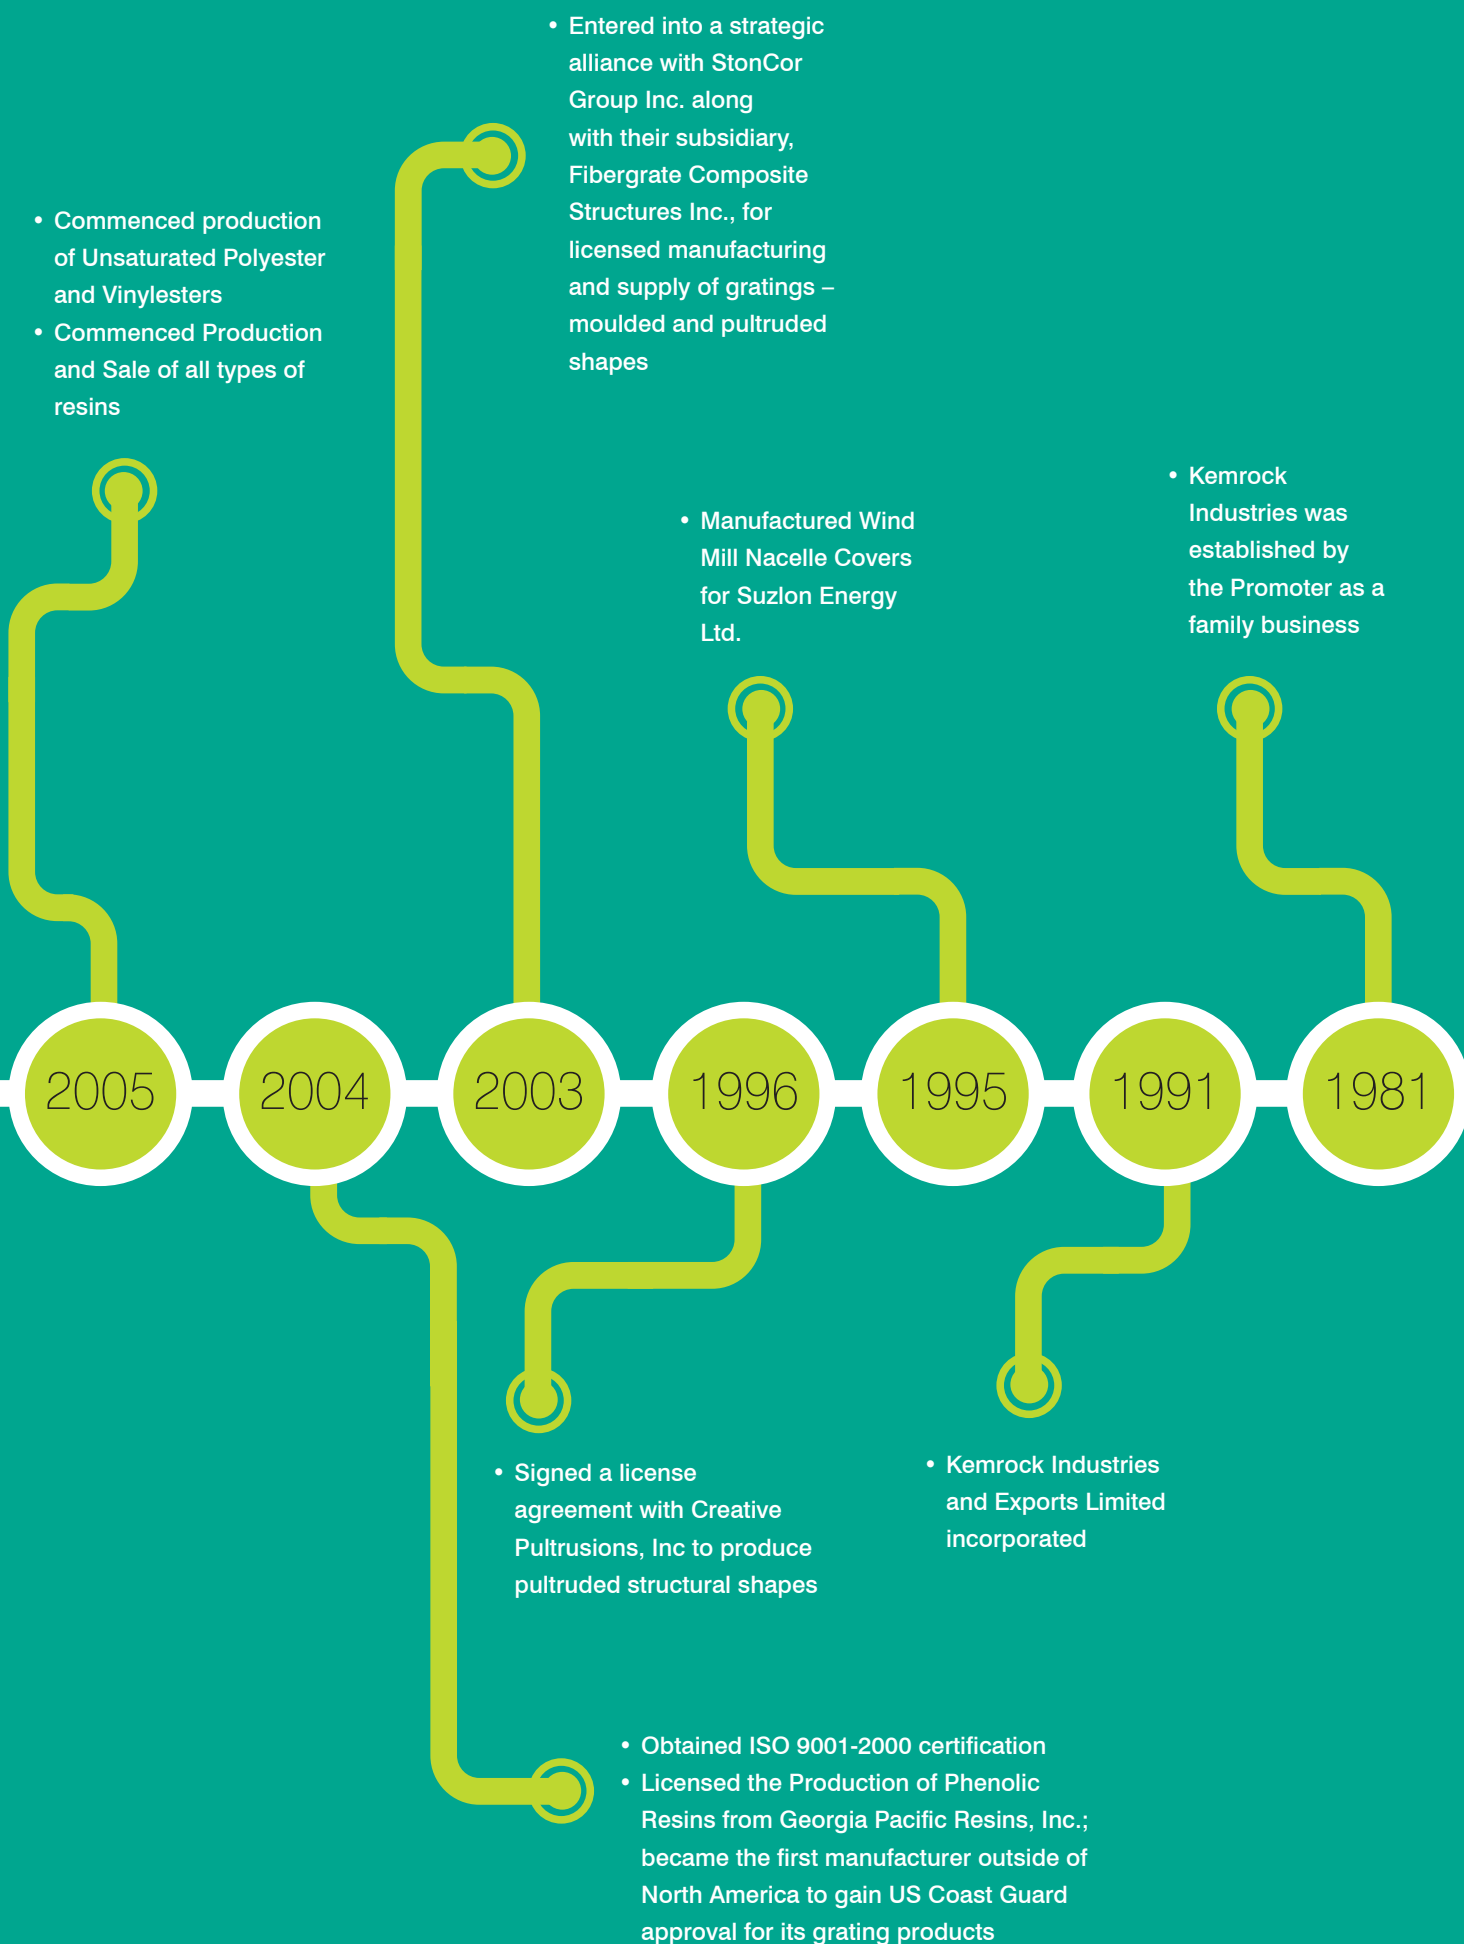 • Entered into a strategic
alliance with StonCor
Group Inc. along
with their subsidiary,
Fibergrate Composite
Structures Inc., for
licensed manufacturing
and supply of gratings –
moulded and pultruded
shapes
• Commenced production
of Unsaturated Polyester
and Vinylesters
• Commenced Production
and Sale of all types of
resins
• Manufactured Wind
Mill Nacelle Covers
for Suzlon Energy
Ltd.
• Kemrock
Industries was
established by
the Promoter as a
family business
2005
2004
2003
1996
1995
1991
1981
• Signed a license
agreement with Creative
Pultrusions, Inc to produce
pultruded structural shapes
• Kemrock Industries
and Exports Limited
incorporated
• Obtained ISO 9001-2000 certification
• Licensed the Production of Phenolic
Resins from Georgia Pacific Resins, Inc.;
became the first manufacturer outside of
North America to gain US Coast Guard
approval for its grating products